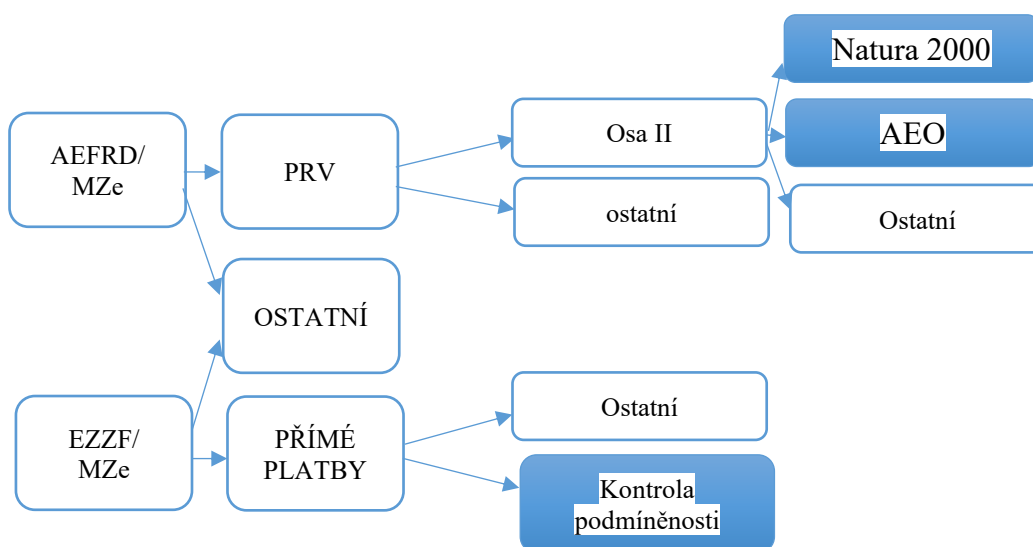 Natura 2000
AEFRD/
MZe
PRV
Osa II
AEO
ostatní
Ostatní
OSTATNÍ
EZZF/
MZe
PŘÍMÉ
PLATBY
Ostatní
Kontrola
podmíněnosti